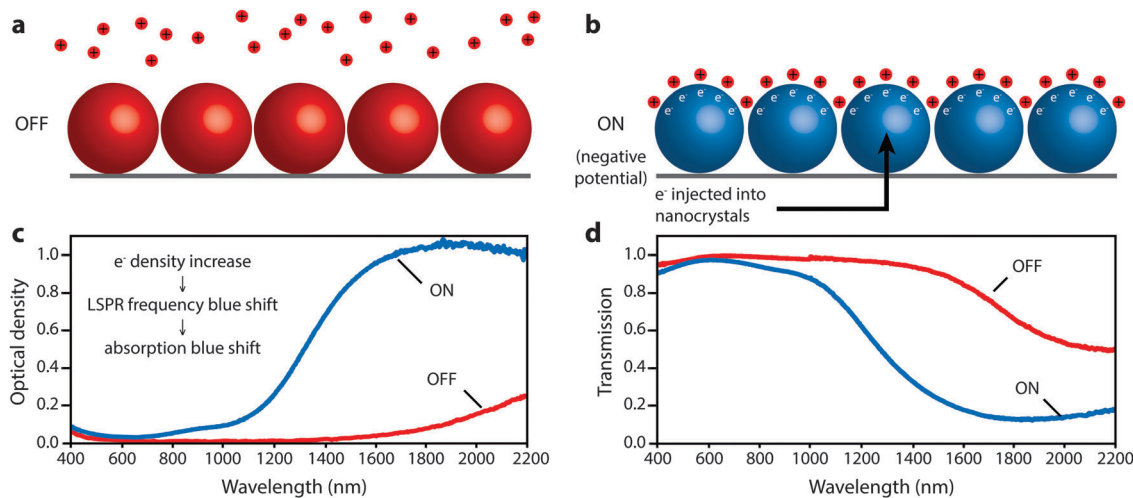 a
OFF
b
ON
(negative
potential)
e⁻ e⁻ e⁻ e⁻ e⁻
e⁻ e⁻ e⁻ e⁻ e⁻
e⁻ e⁻ e⁻ e⁻ e⁻
e⁻ e⁻ e⁻ e⁻ e⁻
e⁻ e⁻ e⁻ e⁻ e⁻
e⁻ injected into
nanocrystals
c
Optical density
1.0
0.8
0.6
0.4
0.2
0.0
e⁻ density increase
↓
LSPR frequency blue shift
↓
absorption blue shift
ON
OFF
400 600 800 1000 1200 1400 1600 1800 2000 2200
Wavelength (nm)
d
Transmission
1.0
0.8
0.6
0.4
0.2
0.0
OFF
ON
400 600 800 1000 1200 1400 1600 1800 2000 2200
Wavelength (nm)